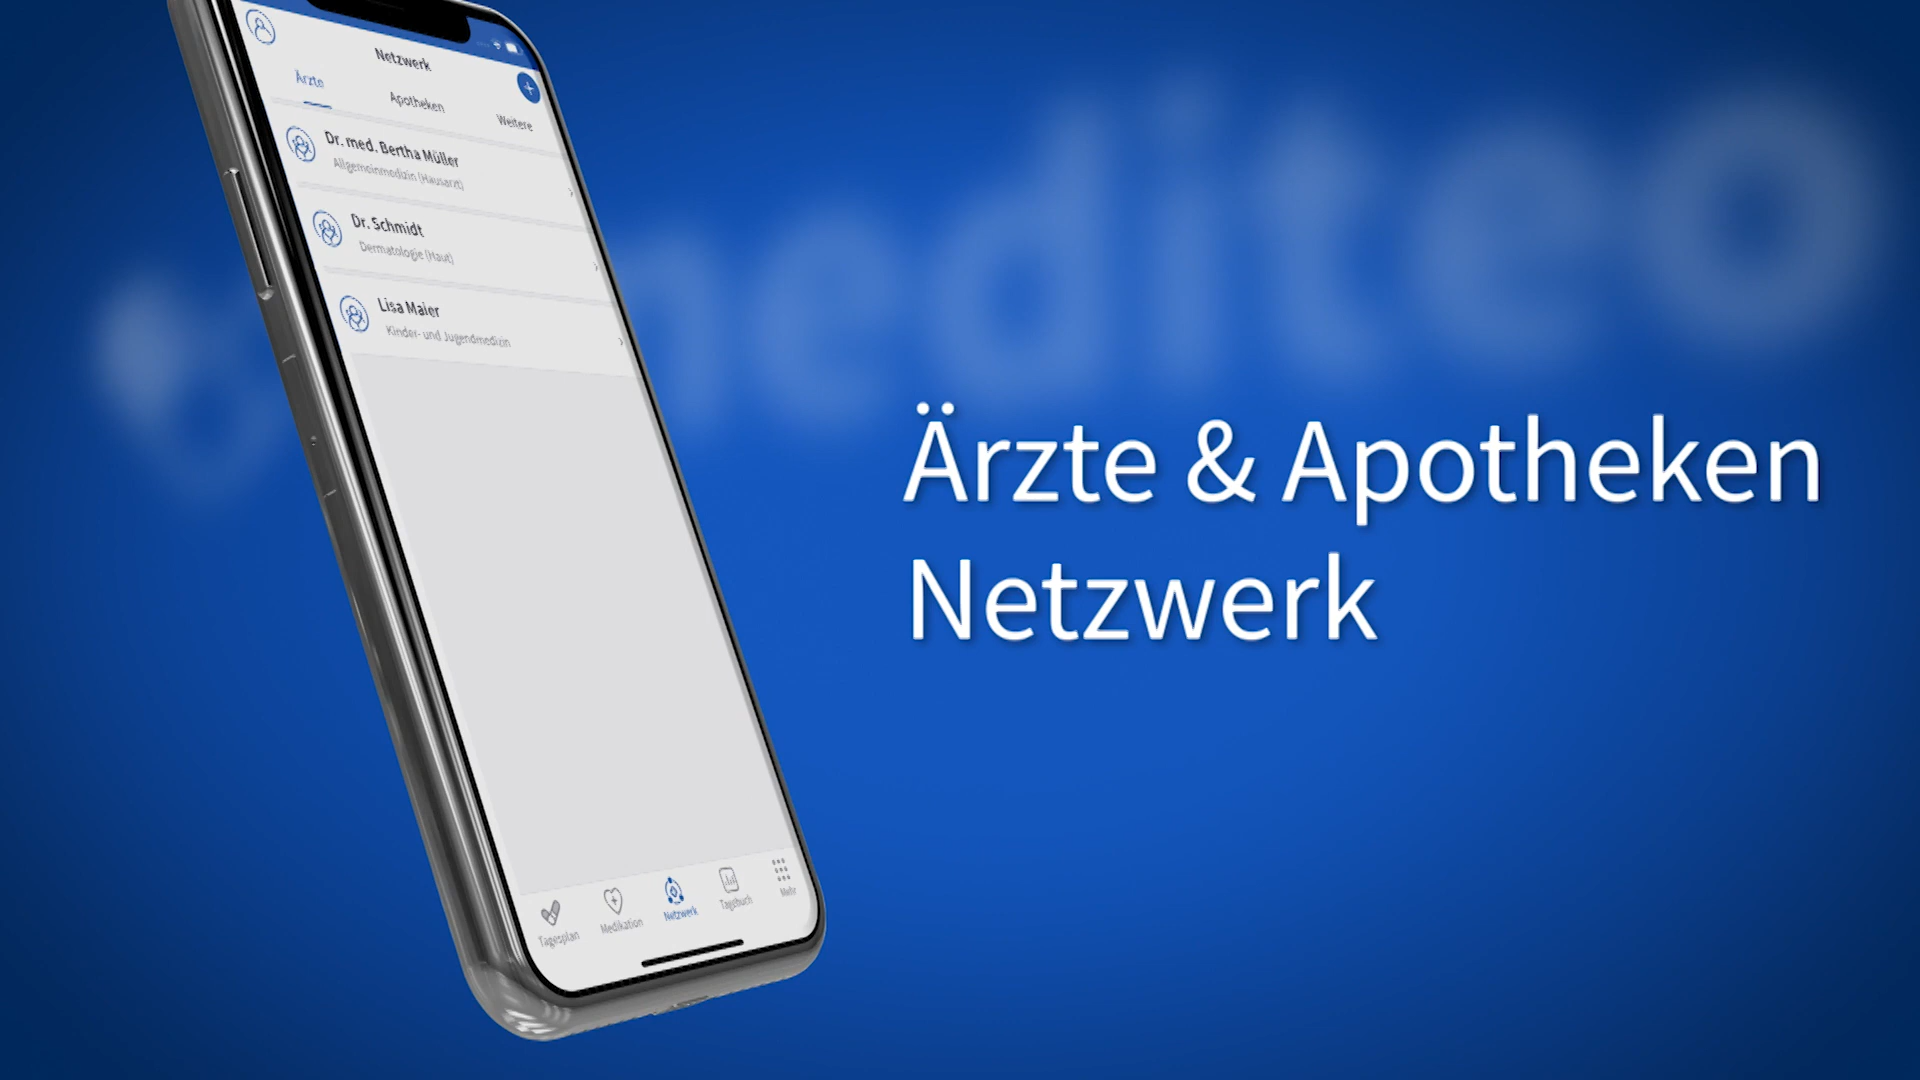 Netzwerk
Ärzte
Apotheken
Weitere
Dr. med. Bertha Müller
Allgemeinmedizin (Hausarzt)
Dr. Schmidt
Dermatologie (Haut)
Lisa Maier
Kinder- und Jugendmedizin
Tagesplan
Medikation
Netzwerk
Tagebuch
Mehr
mediteo
Ärzte & Apotheken
Netzwerk